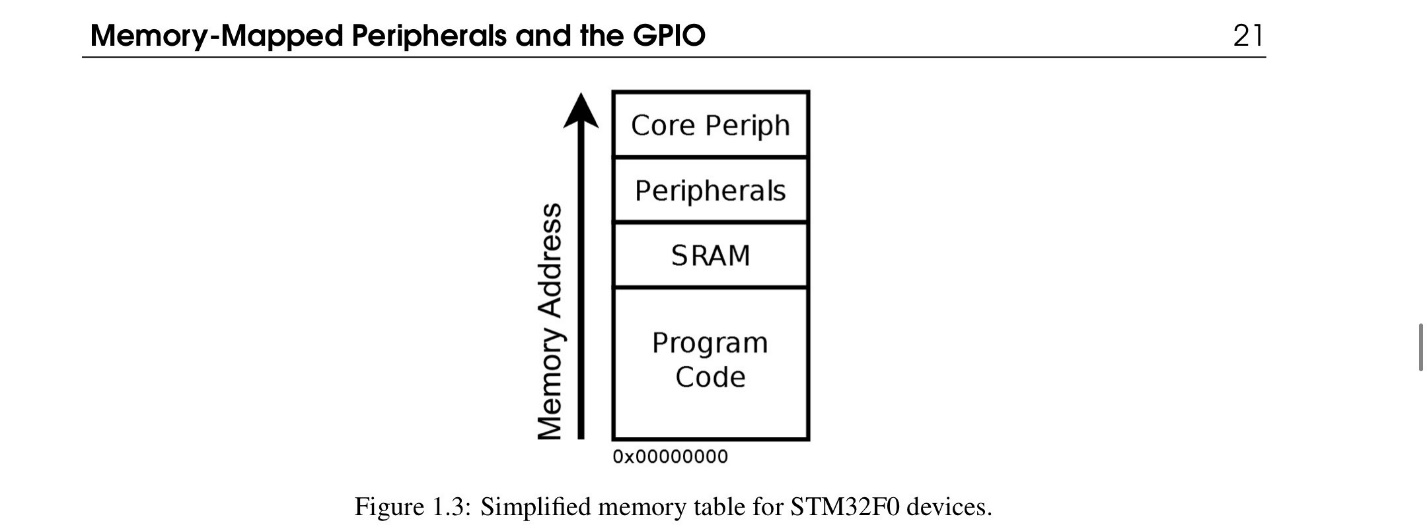 Memory-Mapped Peripherals and the GPIO 21
Core Periph
Peripherals
SRAM
Program
Code
Memory Address
0x00000000
Figure 1.3: Simplified memory table for STM32F0 devices.